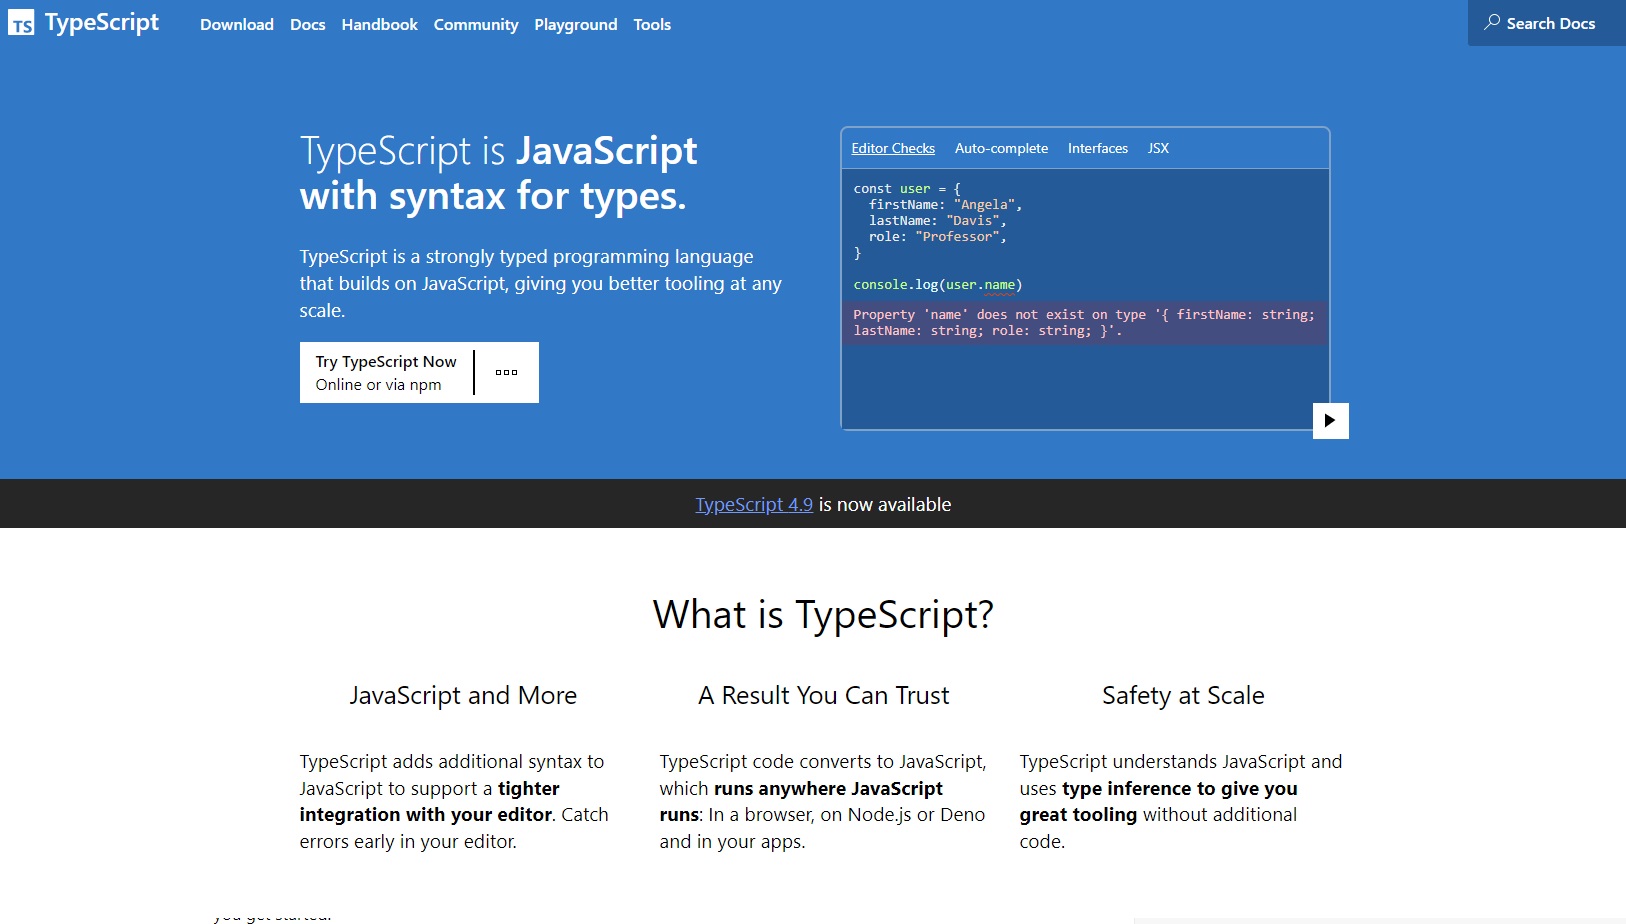 TS TypeScript
Download Docs Handbook Community Playground Tools
Search Docs
TypeScript is JavaScript
with syntax for types.
TypeScript is a strongly typed programming language
that builds on JavaScript, giving you better tooling at any
scale.
Try TypeScript Now
Online or via npm
Editor Checks Auto-complete Interfaces JSX
const user = {
  firstName: "Angela",
  lastName: "Davis",
  role: "Professor",
}
console.log(user.name)
Property 'name' does not exist on type '{ firstName: string;
lastName: string; role: string; }'.
TypeScript 4.9 is now available
What is TypeScript?
JavaScript and More
TypeScript adds additional syntax to
JavaScript to support a tighter
integration with your editor. Catch
errors early in your editor.
A Result You Can Trust
TypeScript code converts to JavaScript,
which runs anywhere JavaScript
runs: In a browser, on Node.js or Deno
and in your apps.
Safety at Scale
TypeScript understands JavaScript and
uses type inference to give you
great tooling without additional
code.
you get started.